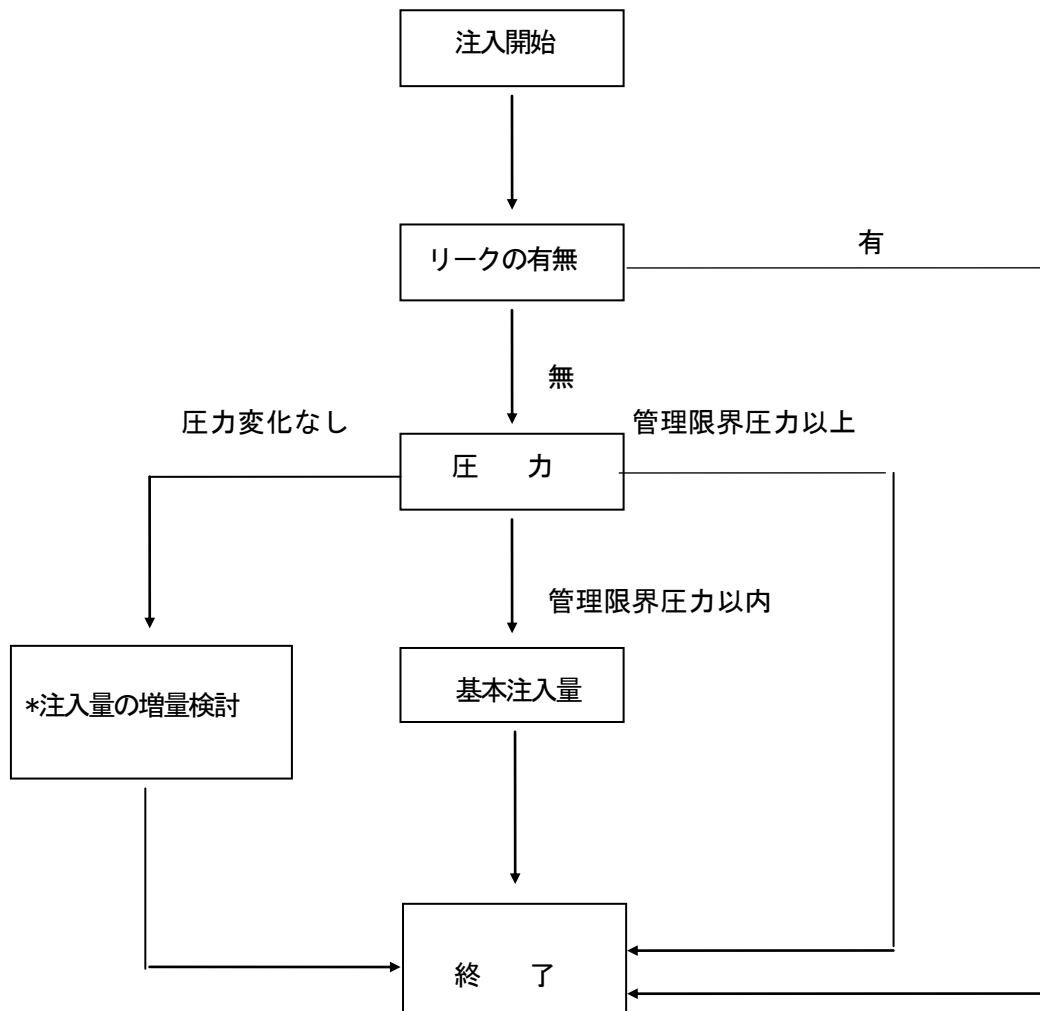 注入開始
リークの有無
有
無
圧力変化なし
管理限界圧力以上
圧　力
管理限界圧力以内
*注入量の増量検討
基本注入量
終　了